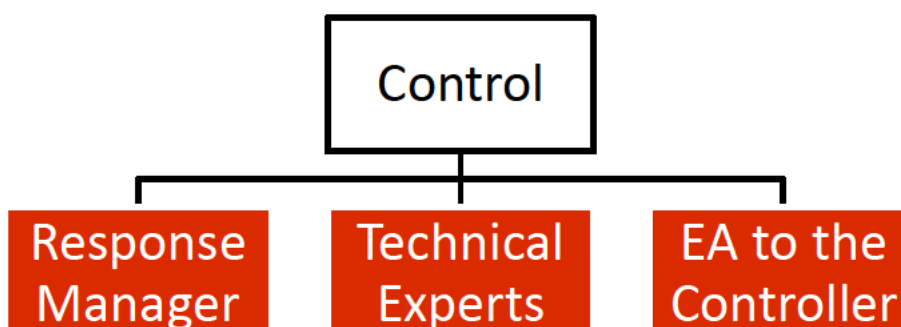 Control
Response
Manager
Technical
Experts
EA to the
Controller